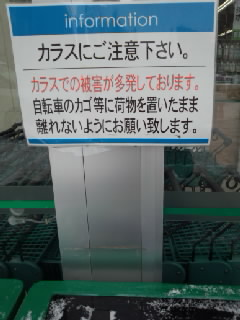 information
カラスにご注意下さい。
カラスでの被害が多発しております。
自転車のカゴ等に荷物を置いたまま
離れないようにお願い致します。